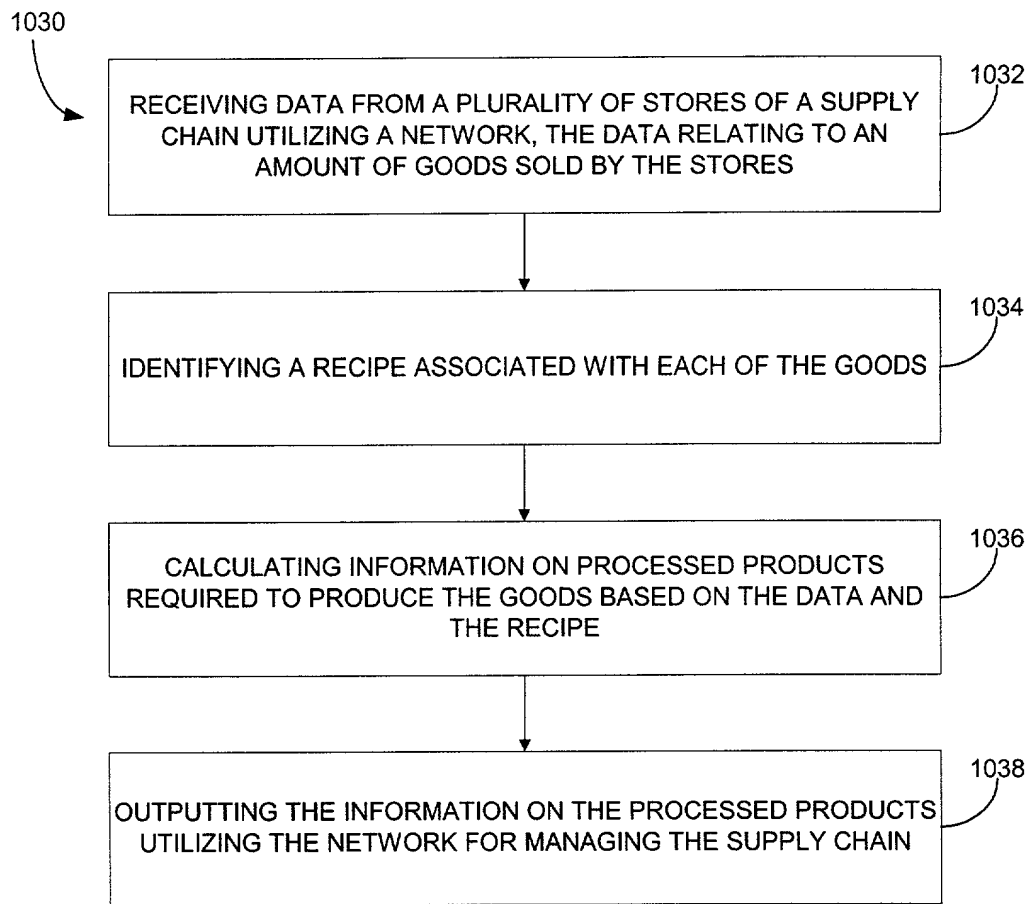 1030
1032
RECEIVING DATA FROM A PLURALITY OF STORES OF A SUPPLY
CHAIN UTILIZING A NETWORK, THE DATA RELATING TO AN
AMOUNT OF GOODS SOLD BY THE STORES
1034
IDENTIFYING A RECIPE ASSOCIATED WITH EACH OF THE GOODS
1036
CALCULATING INFORMATION ON PROCESSED PRODUCTS
REQUIRED TO PRODUCE THE GOODS BASED ON THE DATA AND
THE RECIPE
1038
OUTPUTTING THE INFORMATION ON THE PROCESSED PRODUCTS
UTILIZING THE NETWORK FOR MANAGING THE SUPPLY CHAIN